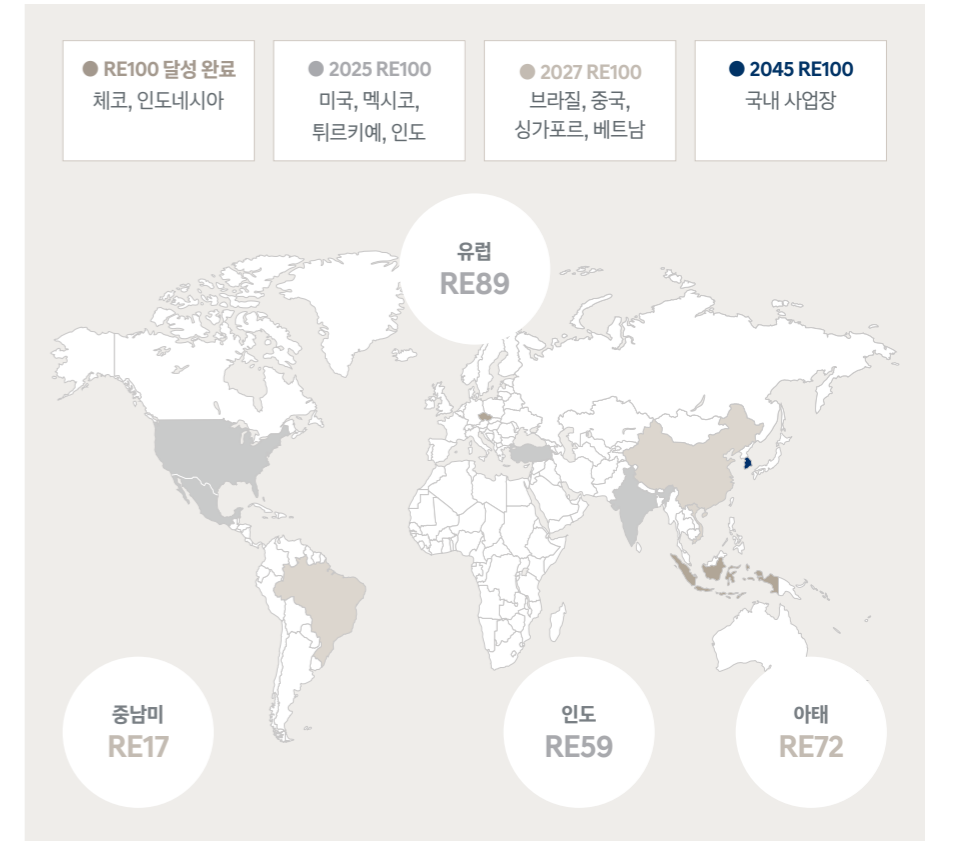 ● RE100 달성 완료
체코, 인도네시아
● 2025 RE100
미국, 멕시코,
튀르키예, 인도
● 2027 RE100
브라질, 중국,
싱가포르, 베트남
● 2045 RE100
국내 사업장
유럽
RE89
중남미
RE17
인도
RE59
아태
RE72